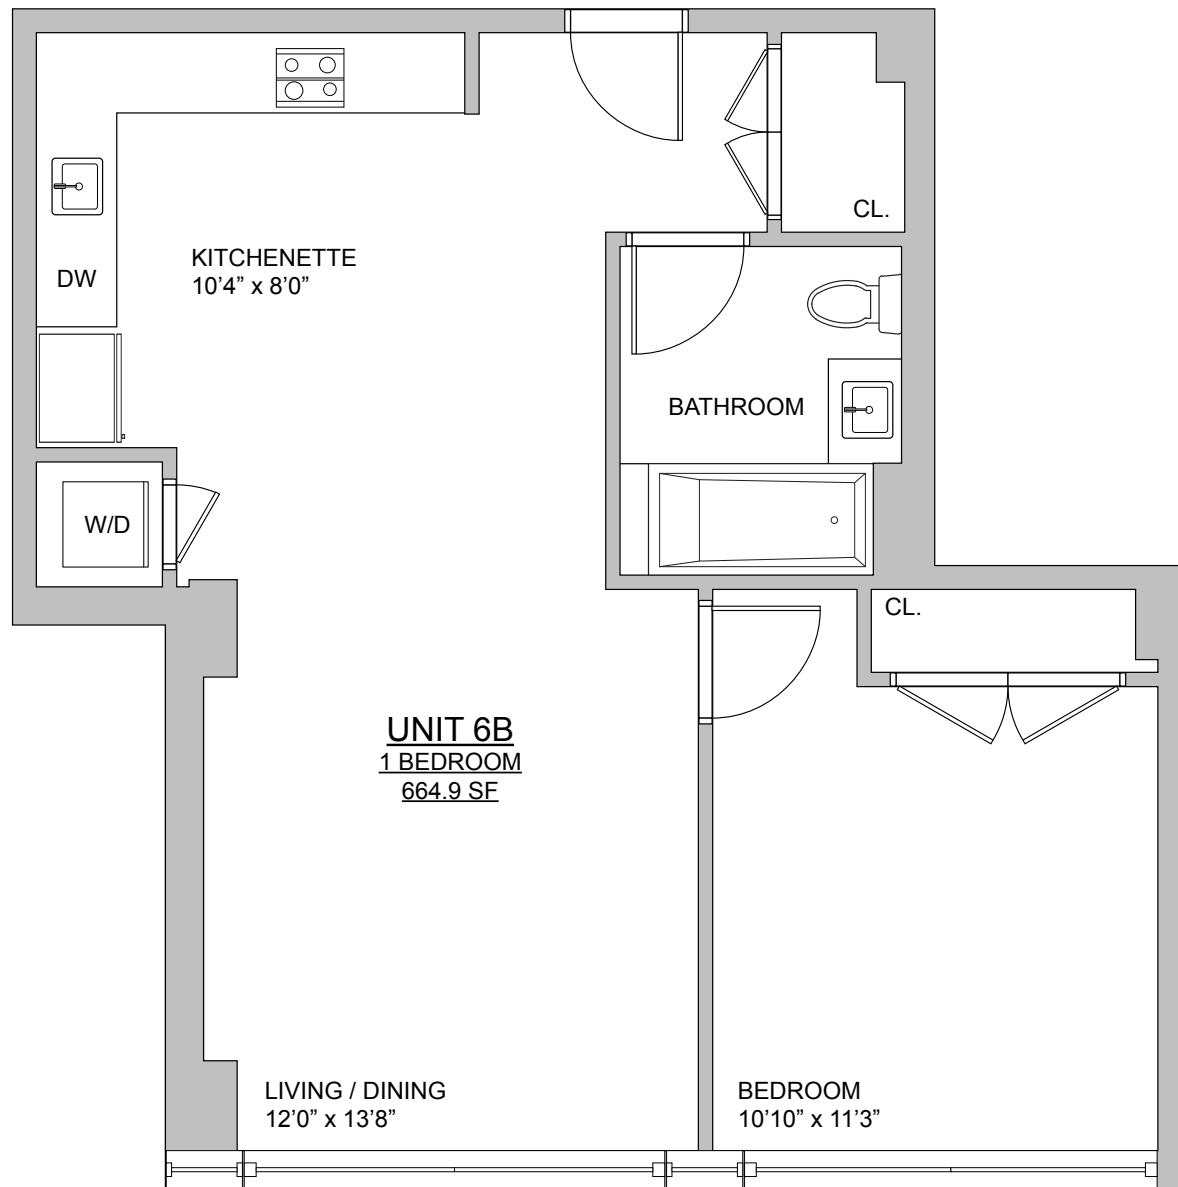 CL.
KITCHENETTE
10’4” x 8’0”
DW
BATHROOM
W/D
CL.
UNIT 6B
1 BEDROOM
664.9 SF
LIVING / DINING
12’0” x 13’8”
BEDROOM
10’10” x 11’3”